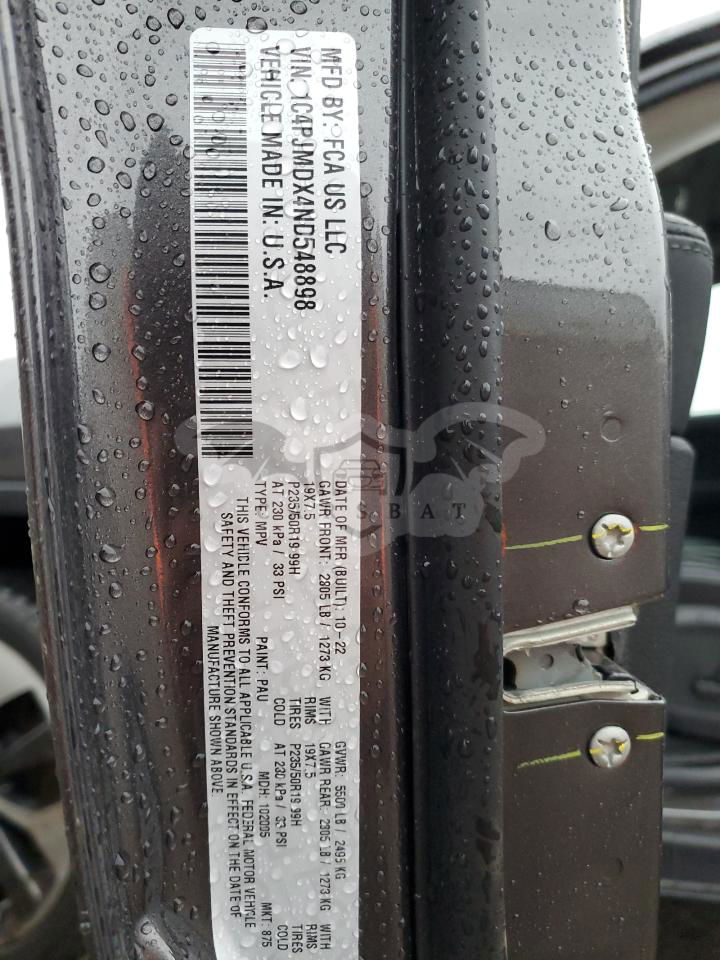 MFD BY: FCA US LLC
VIN: 1C4PJMDX4ND548898
VEHICLE MADE IN: U.S.A.
DATE OF MFR (BUILT): 10-22 GVWR: 5500 LB / 2495 KG
GAWR FRONT: 2805 LB / 1273 KG WITH GAWR REAR: 2805 LB / 1273 KG WITH
19X7.5 RIMS 19X7.5 RIMS
P235/50R19 99H TIRES P235/50R19 99H TIRES
AT 230 kPa / 33 PSI COLD AT 230 kPa / 33 PSI COLD
TYPE: MPV PAINT: PAU MDH: 102005 MKT: 875
THIS VEHICLE CONFORMS TO ALL APPLICABLE U.S.A. FEDERAL MOTOR VEHICLE
SAFETY AND THEFT PREVENTION STANDARDS IN EFFECT ON THE DATE OF
MANUFACTURE SHOWN ABOVE.